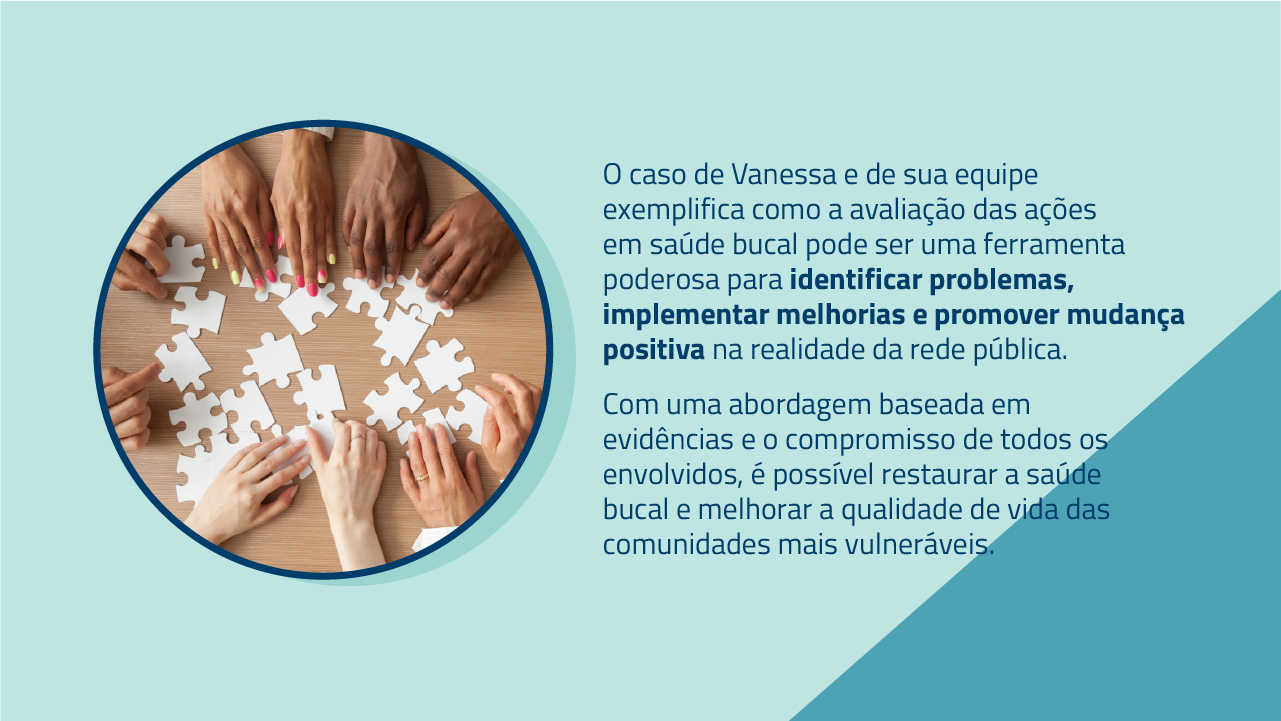 O caso de Vanessa e de sua equipe
exemplifica como a avaliação das ações
em saúde bucal pode ser uma ferramenta
poderosa para identificar problemas,
implementar melhorias e promover mudança
positiva na realidade da rede pública.
Com uma abordagem baseada em
evidências e o compromisso de todos os
envolvidos, é possível restaurar a saúde
bucal e melhorar a qualidade de vida das
comunidades mais vulneráveis.